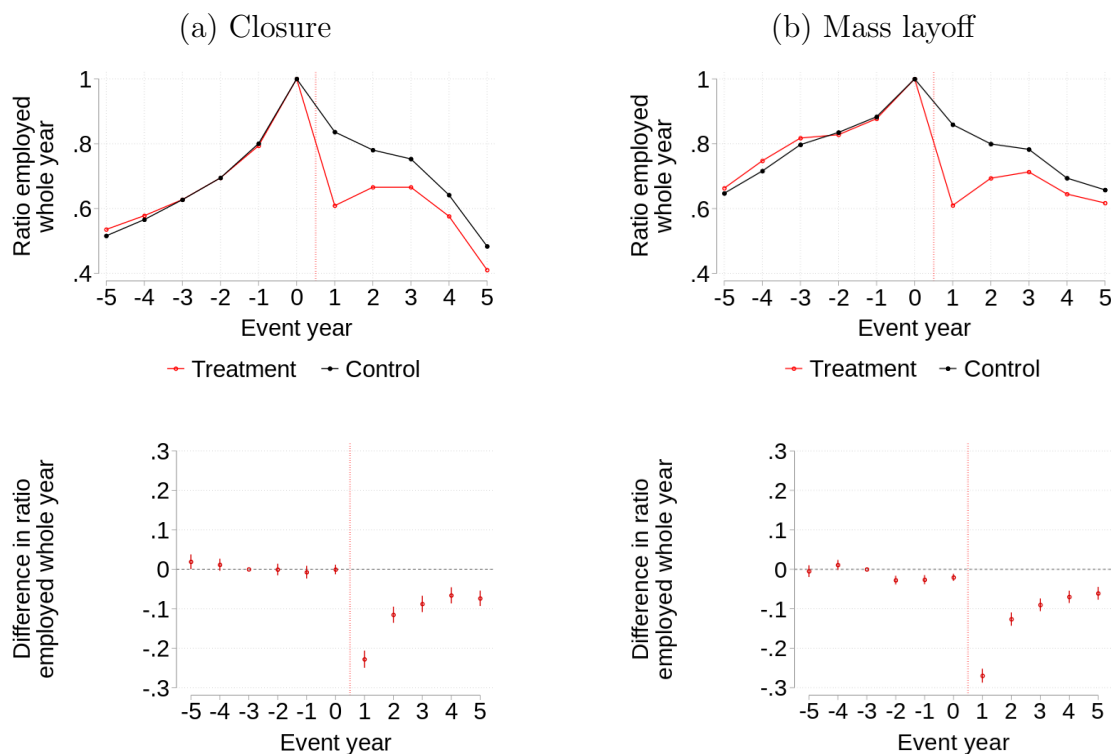 (a) Closure
Ratio employed
whole year
1
.8
.6
.4
-5 -4 -3 -2 -1 0 1 2 3 4 5
Event year
Treatment Control
(b) Mass layoff
Ratio employed
whole year
1
.8
.6
.4
-5 -4 -3 -2 -1 0 1 2 3 4 5
Event year
Treatment Control
Difference in ratio
employed whole year
.3
.2
.1
0
-.1
-.2
-.3
-5 -4 -3 -2 -1 0 1 2 3 4 5
Event year
Difference in ratio
employed whole year
.3
.2
.1
0
-.1
-.2
-.3
-5 -4 -3 -2 -1 0 1 2 3 4 5
Event year